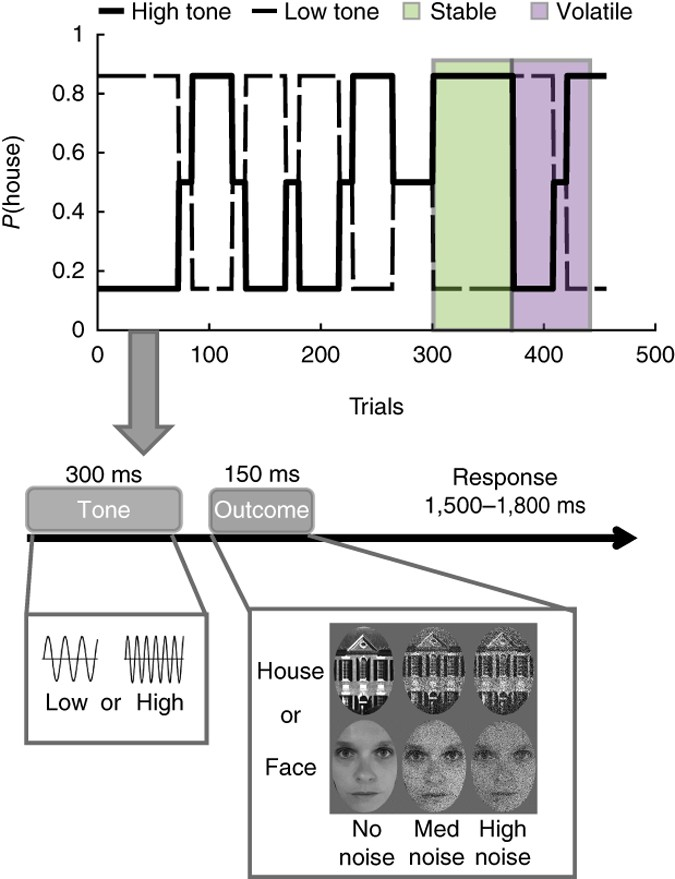 High tone Low tone Stable Volatile
1
0.8
0.6
0.4
0.2
0
P(house)
0 100 200 300 400 500
Trials
300 ms 150 ms Response
1,500–1,800 ms
Tone Outcome
Low or High
House
or
Face
No Med High
noise noise noise